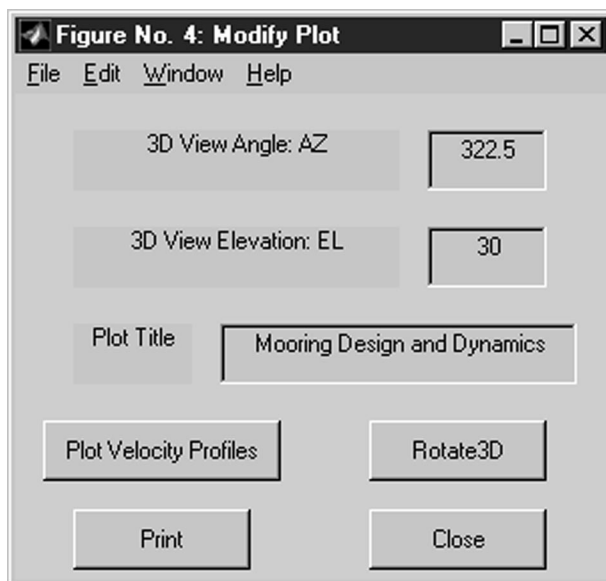 Figure No. 4: Modify Plot
File Edit Window Help
3D View Angle: AZ 322.5
3D View Elevation: EL 30
Plot Title Mooring Design and Dynamics
Plot Velocity Profiles Rotate3D
Print Close